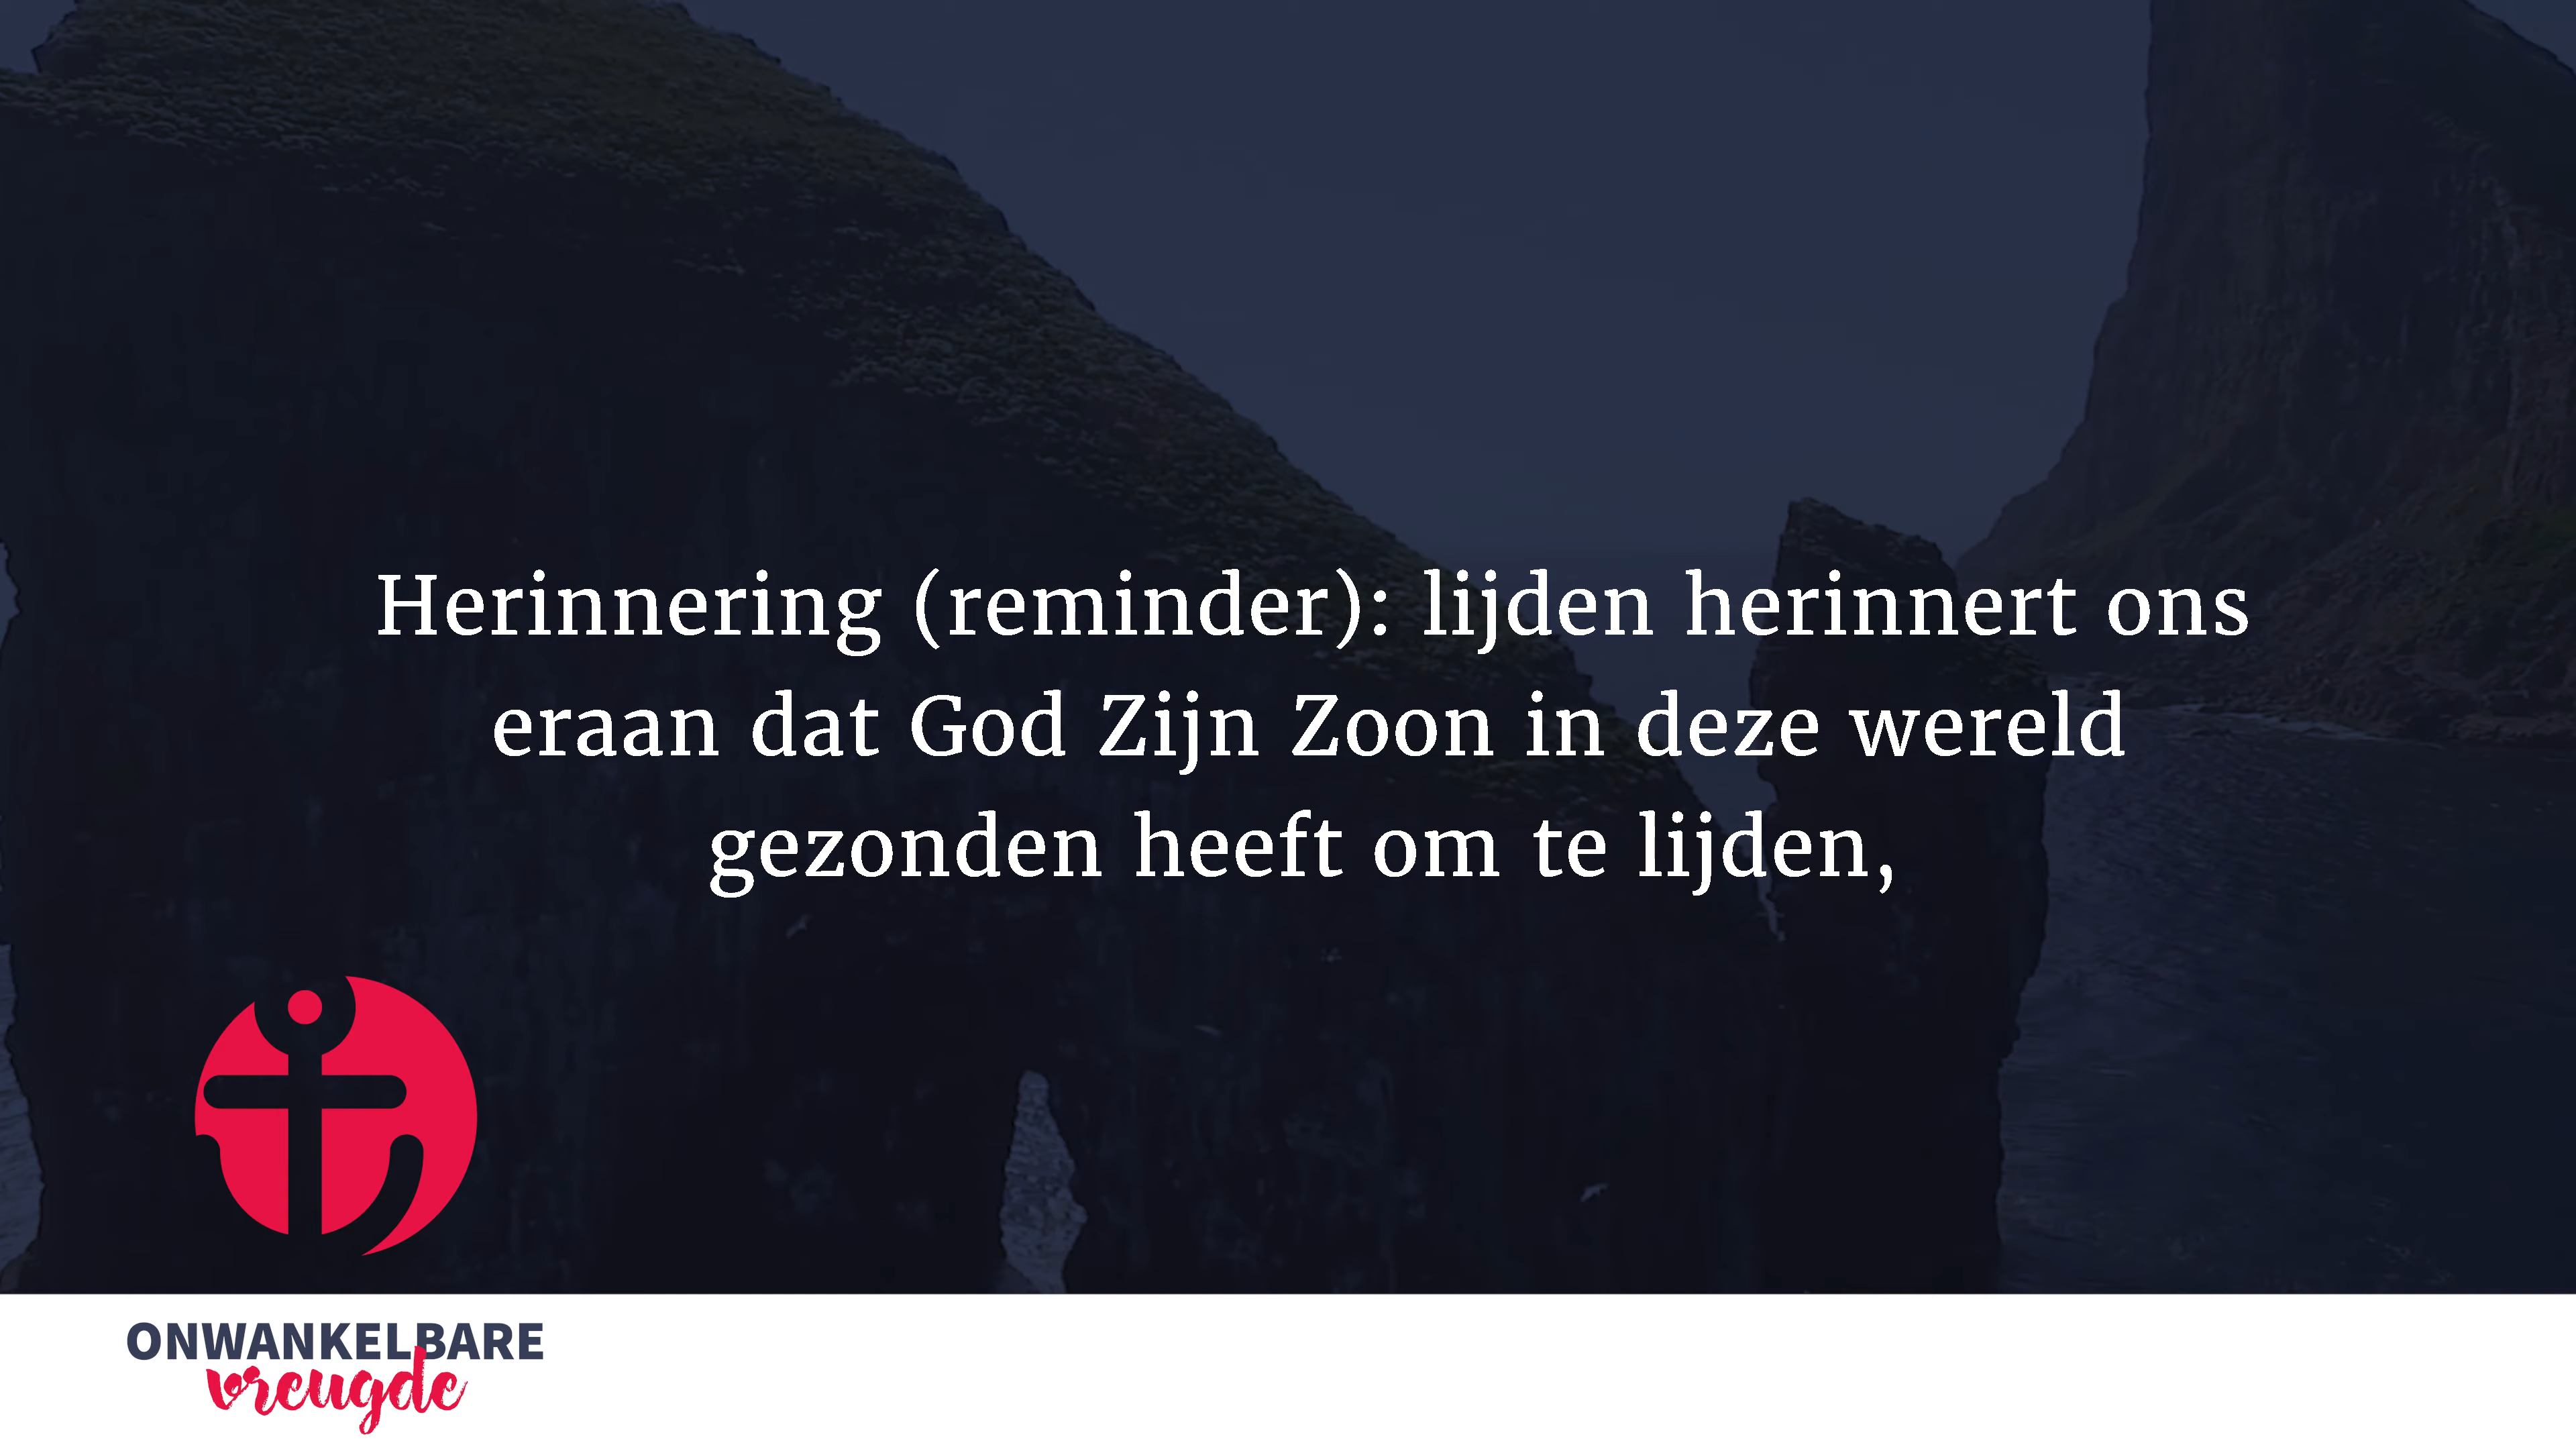 Herinnering (reminder): lijden herinnert ons
eraan dat God Zijn Zoon in deze wereld
gezonden heeft om te lijden,
ONWANKELBARE
vreugde